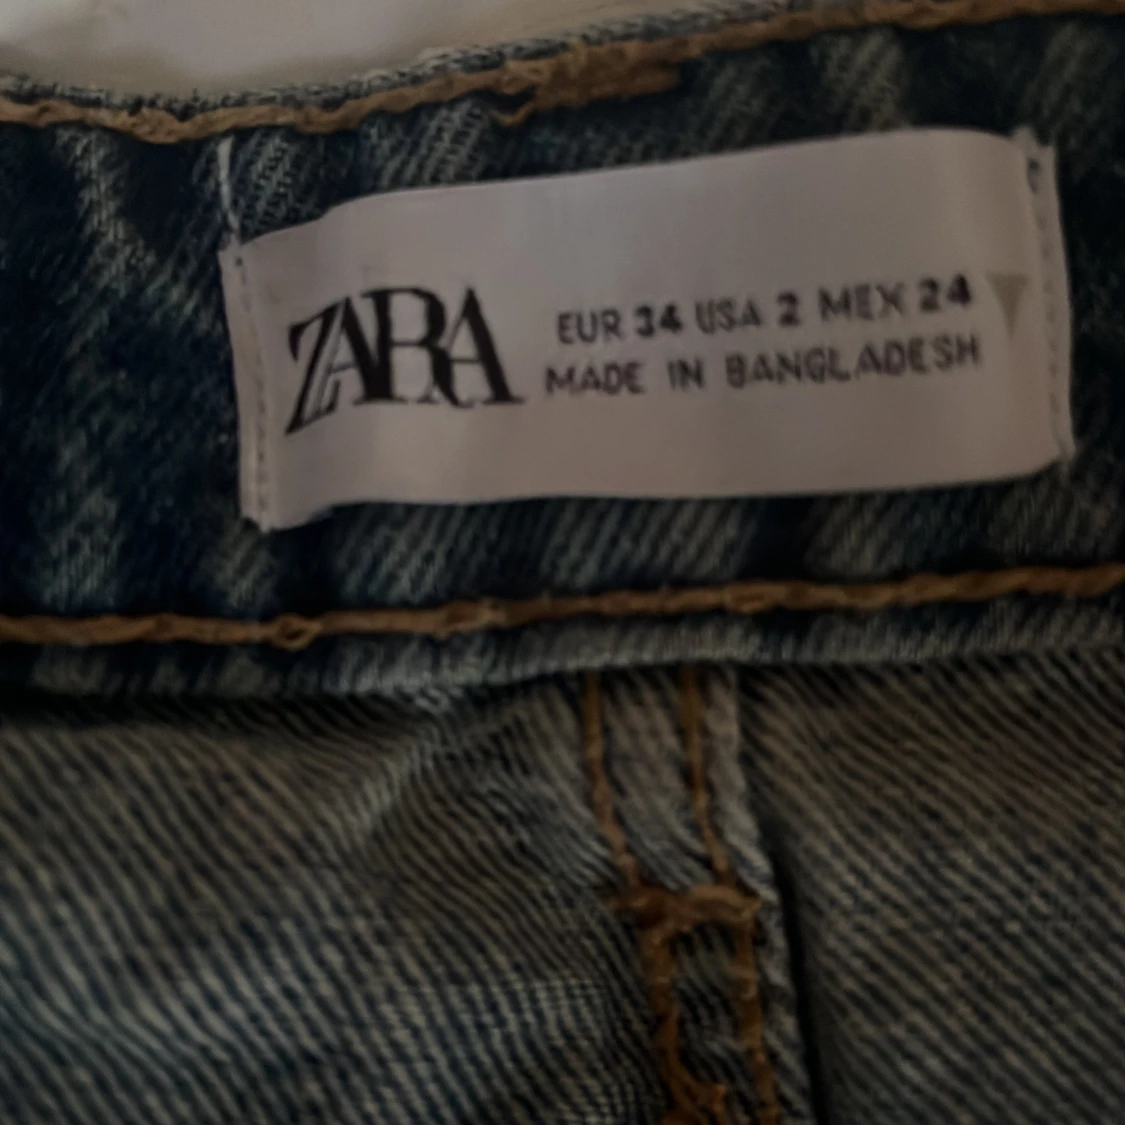 ZARA
EUR 34 USA 2 MEX 24
MADE IN BANGLADESH